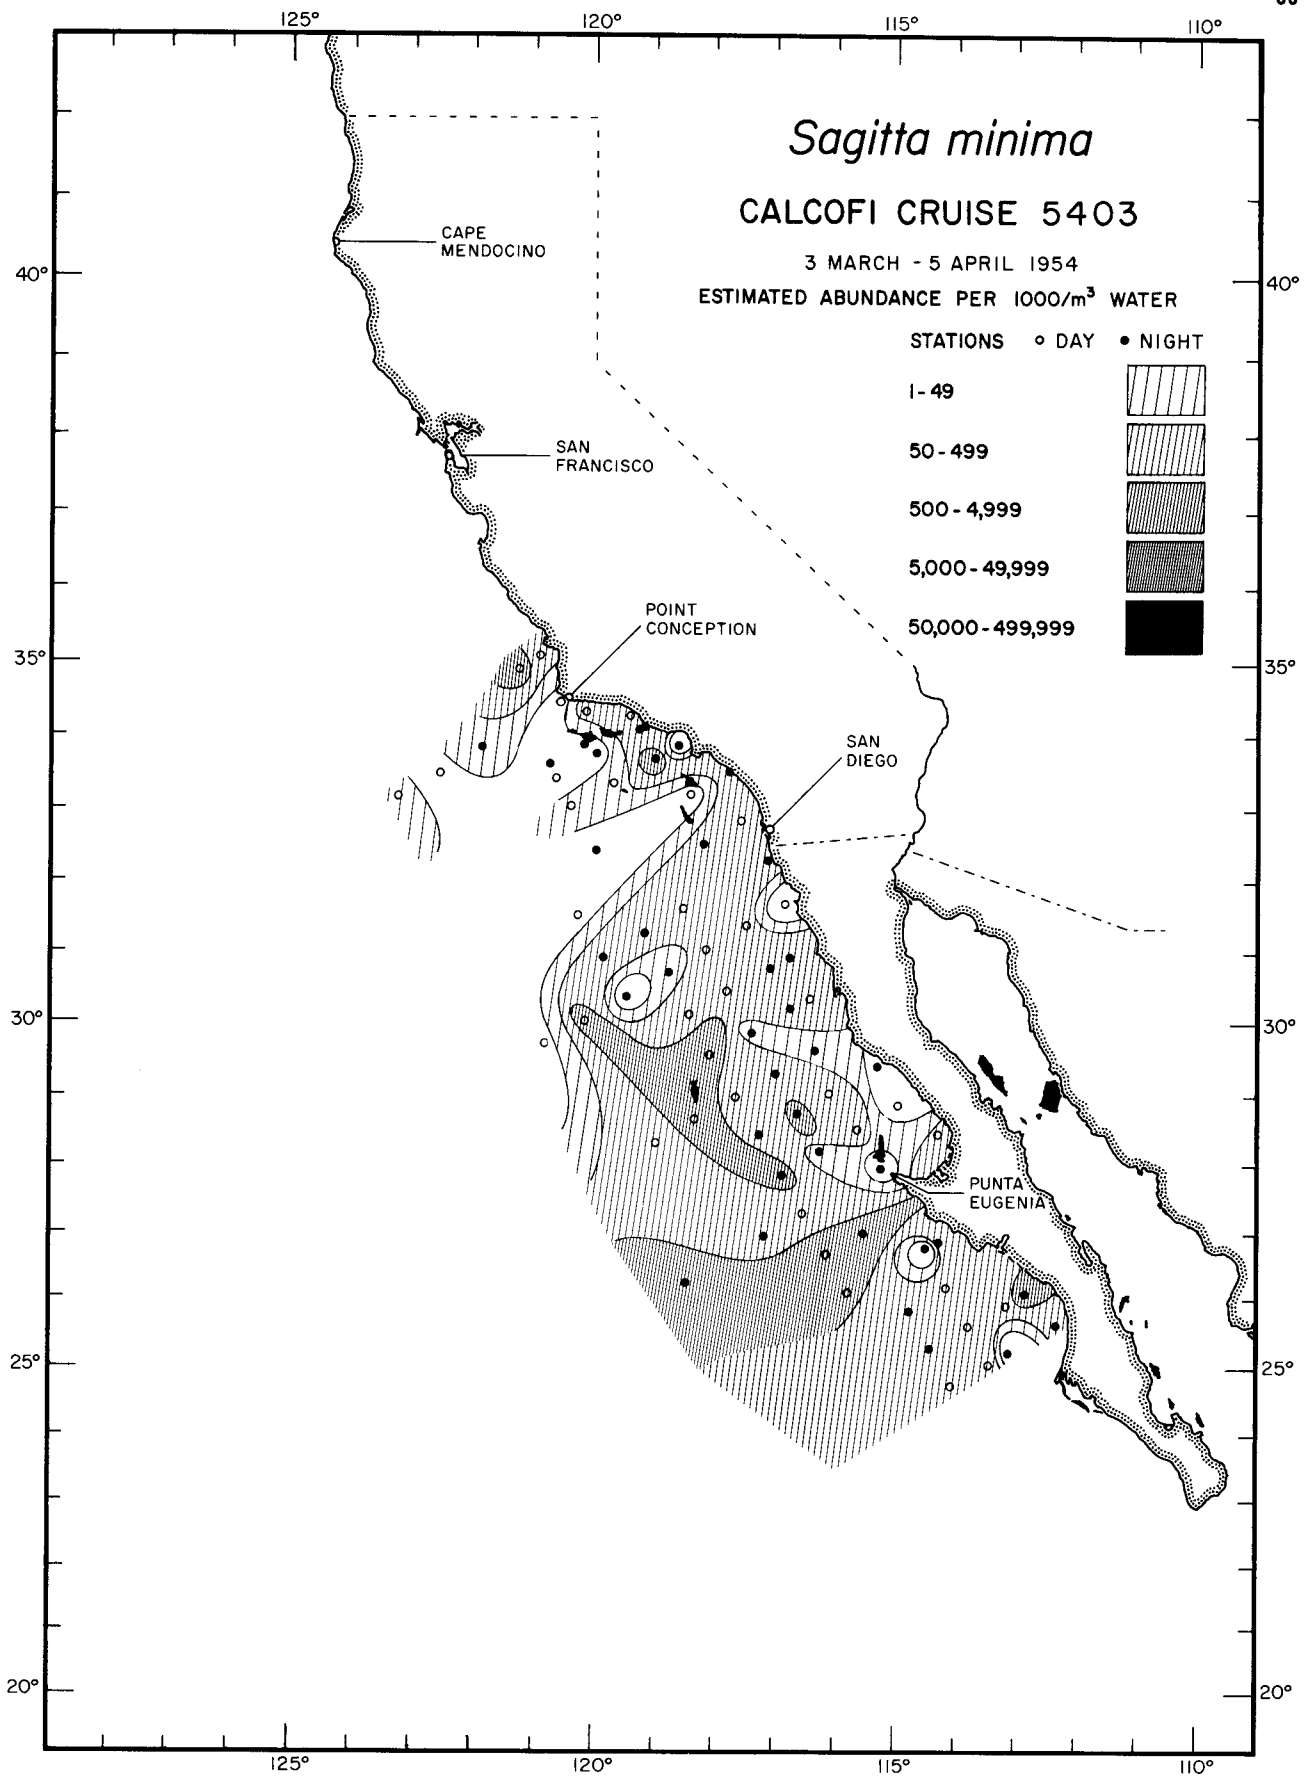 125° 120° 115° 110°
Sagitta minima
CALCOFI CRUISE 5403
3 MARCH - 5 APRIL 1954
ESTIMATED ABUNDANCE PER 1000/m³ WATER
STATIONS ○ DAY ● NIGHT
1-49
50-499
500-4,999
5,000-49,999
50,000-499,999
CAPE
MENDOCINO
40° 40°
SAN
FRANCISCO
POINT
CONCEPTION
35° 35°
SAN
DIEGO
30° 30°
PUNTA
EUGENIA
25° 25°
20° 20°
125° 120° 115° 110°